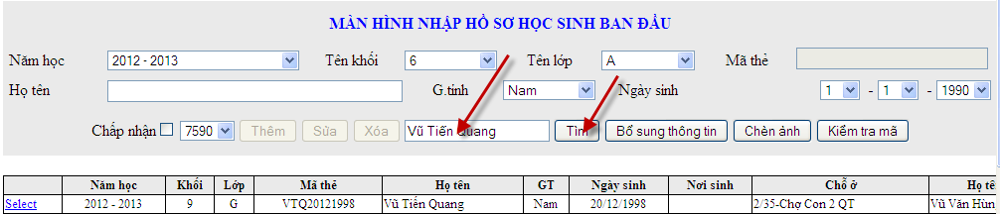 MÀN HÌNH NHẬP HỒ SƠ HỌC SINH BAN ĐẦU
Năm học 2012 - 2013 Tên khối 6 Tên lớp A Mã thẻ
Họ tên G.tính Nam Ngày sinh 1 - 1 - 1990
Chấp nhận 7590 Thêm Sửa Xóa Vũ Tiến Quang Tìm Bổ sung thông tin Chèn ảnh Kiểm tra mã
Năm học Khối Lớp Mã thẻ Họ tên GT Ngày sinh Nơi sinh Chỗ ở Họ tê
Select 2012 - 2013 9 G VTQ20121998 Vũ Tiến Quang Nam 20/12/1998 2/35-Chợ Con 2 QT Vũ Văn Hùn